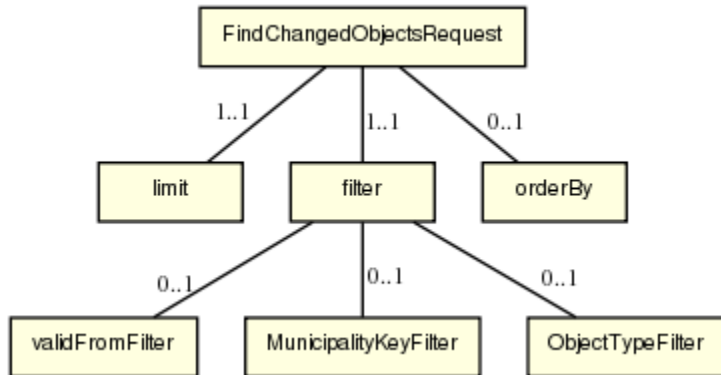 FindChangedObjectsRequest
1..1
1..1
0..1
limit
filter
orderBy
0..1
0..1
0..1
validFromFilter
MunicipalityKeyFilter
ObjectTypeFilter